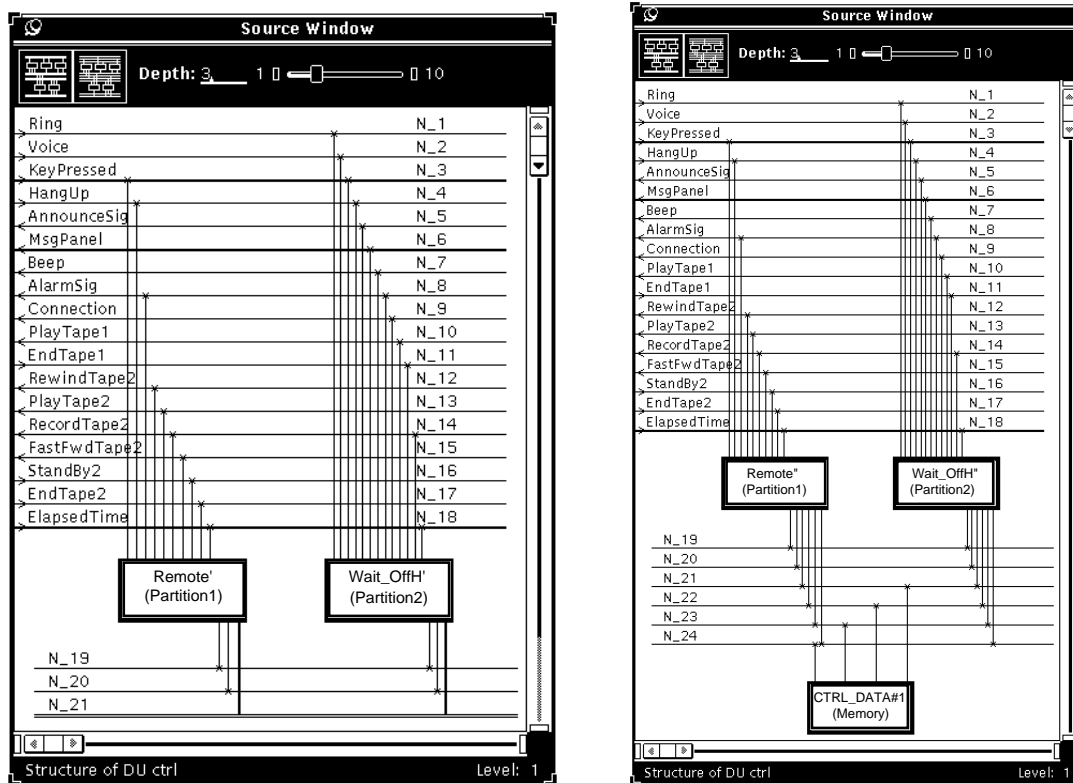 Source Window
Depth: 3 1 10
Ring N_1
Voice N_2
KeyPressed N_3
HangUp N_4
AnnounceSig N_5
MsgPanel N_6
Beep N_7
AlarmSig N_8
Connection N_9
PlayTape1 N_10
EndTape1 N_11
RewindTape2 N_12
PlayTape2 N_13
RecordTape2 N_14
FastFwdTape2 N_15
StandBy2 N_16
EndTape2 N_17
ElapsedTime N_18
Remote' Wait_OffH'
(Partition1) (Partition2)
N_19
N_20
N_21
Structure of DU ctrl Level: 1
Source Window
Depth: 3 1 10
Ring N_1
Voice N_2
KeyPressed N_3
HangUp N_4
AnnounceSig N_5
MsgPanel N_6
Beep N_7
AlarmSig N_8
Connection N_9
PlayTape1 N_10
EndTape1 N_11
RewindTape2 N_12
PlayTape2 N_13
RecordTape2 N_14
FastFwdTape2 N_15
StandBy2 N_16
EndTape2 N_17
ElapsedTime N_18
Remote" Wait_OffH"
(Partition1) (Partition2)
N_19
N_20
N_21
N_22
N_23
N_24
CTRL_DATA#1
(Memory)
Structure of DU ctrl Level: 1